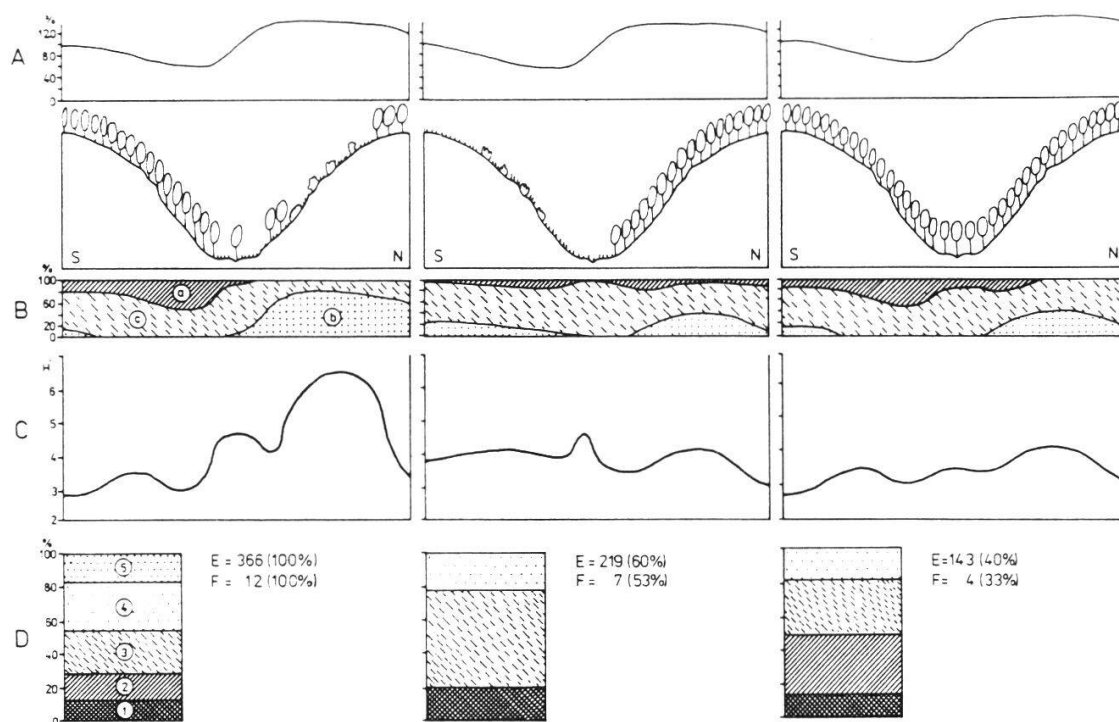 %
A
120
80
40
0
S N
S N
S N
%
B
100
60
20
0
a
c
b
H'
C
6
5
4
3
2
%
D
100
80
60
40
20
0
5
4
3
2
1
E = 366 (100%)
F = 12 (100%)
E = 219 (60%)
F = 7 (53%)
E = 143 (40%)
F = 4 (33%)